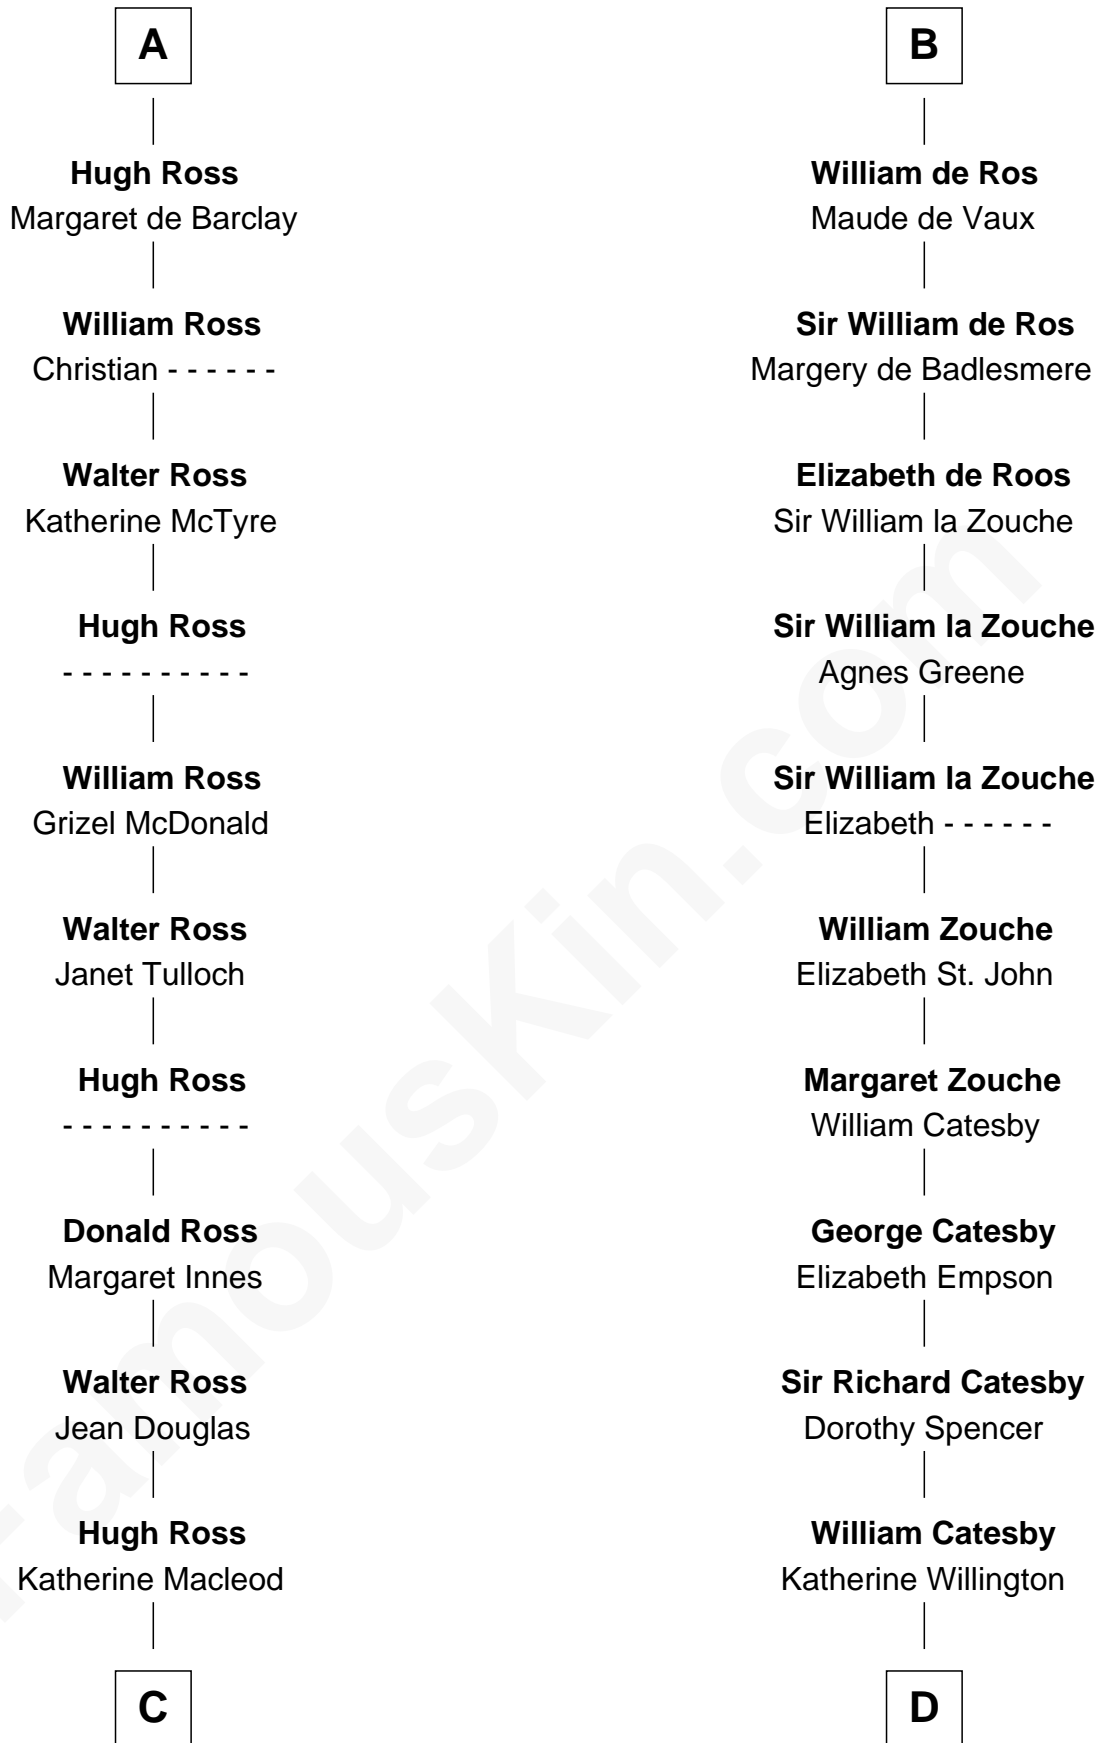 A
Hugh Ross
Margaret de Barclay
William Ross
Christian - - - - - -
Walter Ross
Katherine McTyre
Hugh Ross
- - - - - - - - - -
William Ross
Grizel McDonald
Walter Ross
Janet Tulloch
Hugh Ross
- - - - - - - - - -
Donald Ross
Margaret Innes
Walter Ross
Jean Douglas
Hugh Ross
Katherine Macleod
C
B
William de Ros
Maude de Vaux
Sir William de Ros
Margery de Badlesmere
Elizabeth de Roos
Sir William la Zouche
Sir William la Zouche
Agnes Greene
Sir William la Zouche
Elizabeth - - - - - -
William Zouche
Elizabeth St. John
Margaret Zouche
William Catesby
George Catesby
Elizabeth Empson
Sir Richard Catesby
Dorothy Spencer
William Catesby
Katherine Willington
D
FamousKin.com